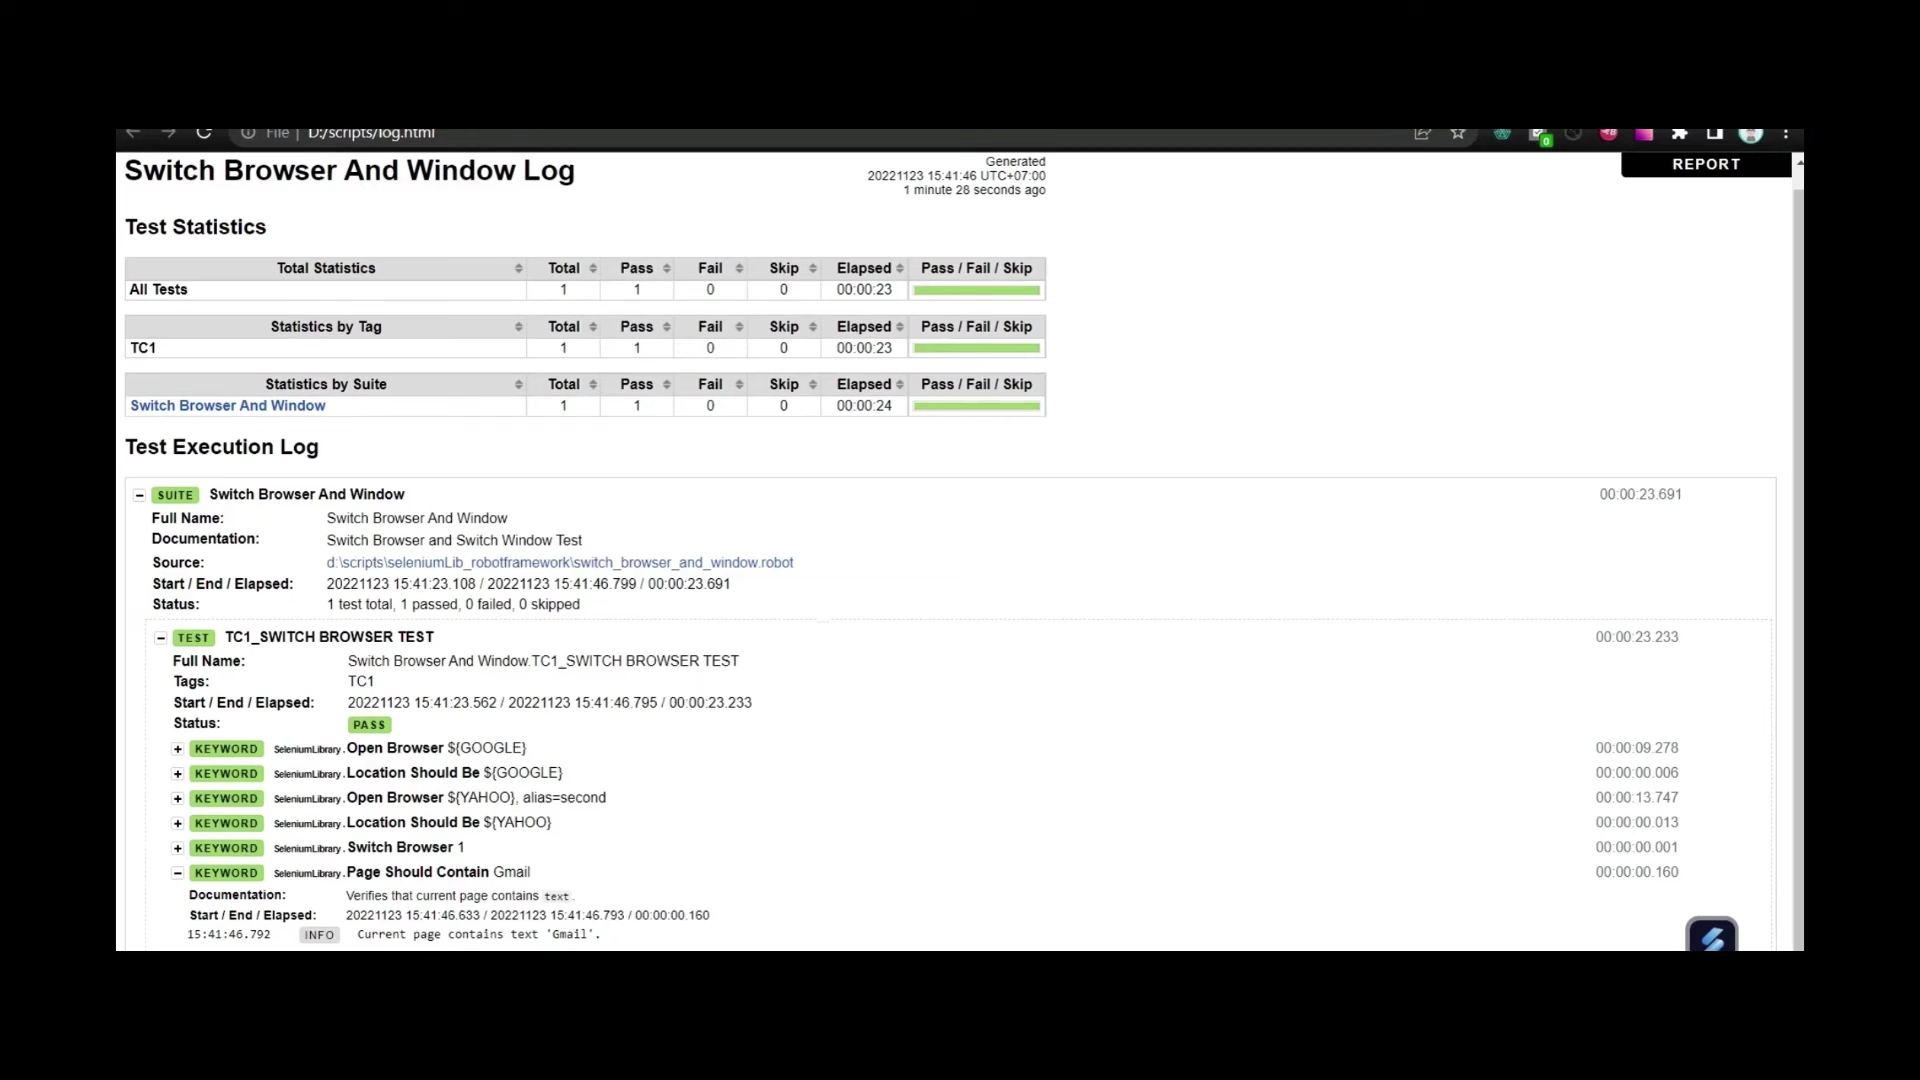 File | D:/scripts/log.html
0
Switch Browser And Window Log
Generated
20221123 15:41:46 UTC+07:00
1 minute 28 seconds ago
REPORT
Test Statistics
Total Statistics Total Pass Fail Skip Elapsed Pass / Fail / Skip
All Tests 1 1 0 0 00:00:23
Statistics by Tag Total Pass Fail Skip Elapsed Pass / Fail / Skip
TC1 1 1 0 0 00:00:23
Statistics by Suite Total Pass Fail Skip Elapsed Pass / Fail / Skip
Switch Browser And Window 1 1 0 0 00:00:24
Test Execution Log
SUITE Switch Browser And Window 00:00:23.691
Full Name: Switch Browser And Window
Documentation: Switch Browser and Switch Window Test
Source: d:\scripts\seleniumLib_robotframework\switch_browser_and_window.robot
Start / End / Elapsed: 20221123 15:41:23.108 / 20221123 15:41:46.799 / 00:00:23.691
Status: 1 test total, 1 passed, 0 failed, 0 skipped
TEST TC1_SWITCH BROWSER TEST 00:00:23.233
Full Name: Switch Browser And Window.TC1_SWITCH BROWSER TEST
Tags: TC1
Start / End / Elapsed: 20221123 15:41:23.562 / 20221123 15:41:46.795 / 00:00:23.233
Status: PASS
KEYWORD SeleniumLibrary.Open Browser ${GOOGLE} 00:00:09.278
KEYWORD SeleniumLibrary.Location Should Be ${GOOGLE} 00:00:00.006
KEYWORD SeleniumLibrary.Open Browser ${YAHOO}, alias=second 00:00:13.747
KEYWORD SeleniumLibrary.Location Should Be ${YAHOO} 00:00:00.013
KEYWORD SeleniumLibrary.Switch Browser 1 00:00:00.001
KEYWORD SeleniumLibrary.Page Should Contain Gmail 00:00:00.160
Documentation: Verifies that current page contains text.
Start / End / Elapsed: 20221123 15:41:46.633 / 20221123 15:41:46.793 / 00:00:00.160
15:41:46.792 INFO Current page contains text 'Gmail'.